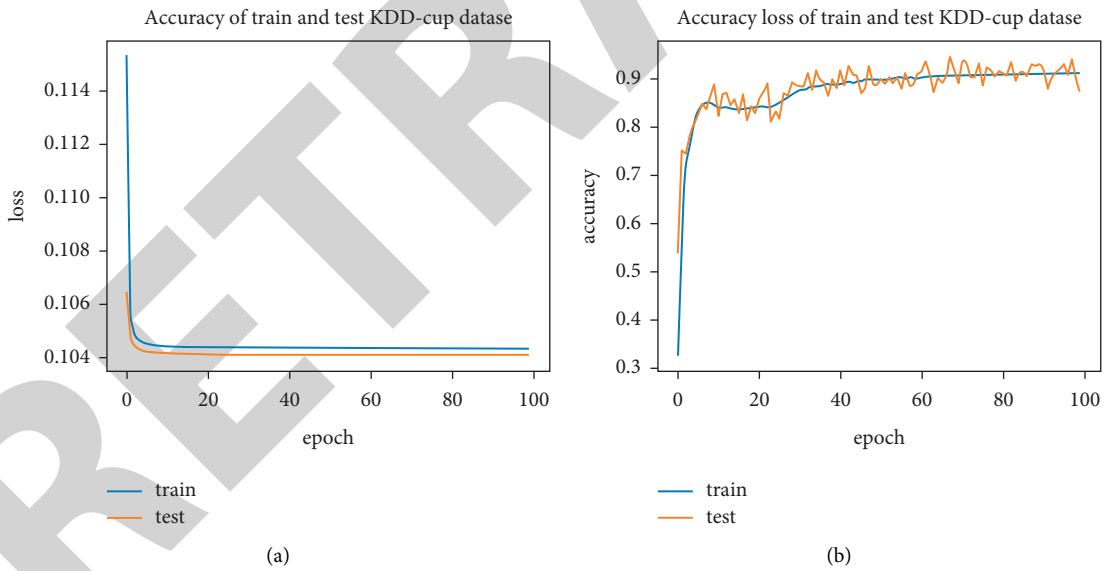 Accuracy of train and test KDD-cup datase
0.114
0.112
0.110
0.108
0.106
0.104
loss
0 20 40 60 80 100
epoch
train
test
(a)
Accuracy loss of train and test KDD-cup datase
0.9
0.8
0.7
0.6
0.5
0.4
0.3
accuracy
0 20 40 60 80 100
epoch
train
test
(b)
RETRA